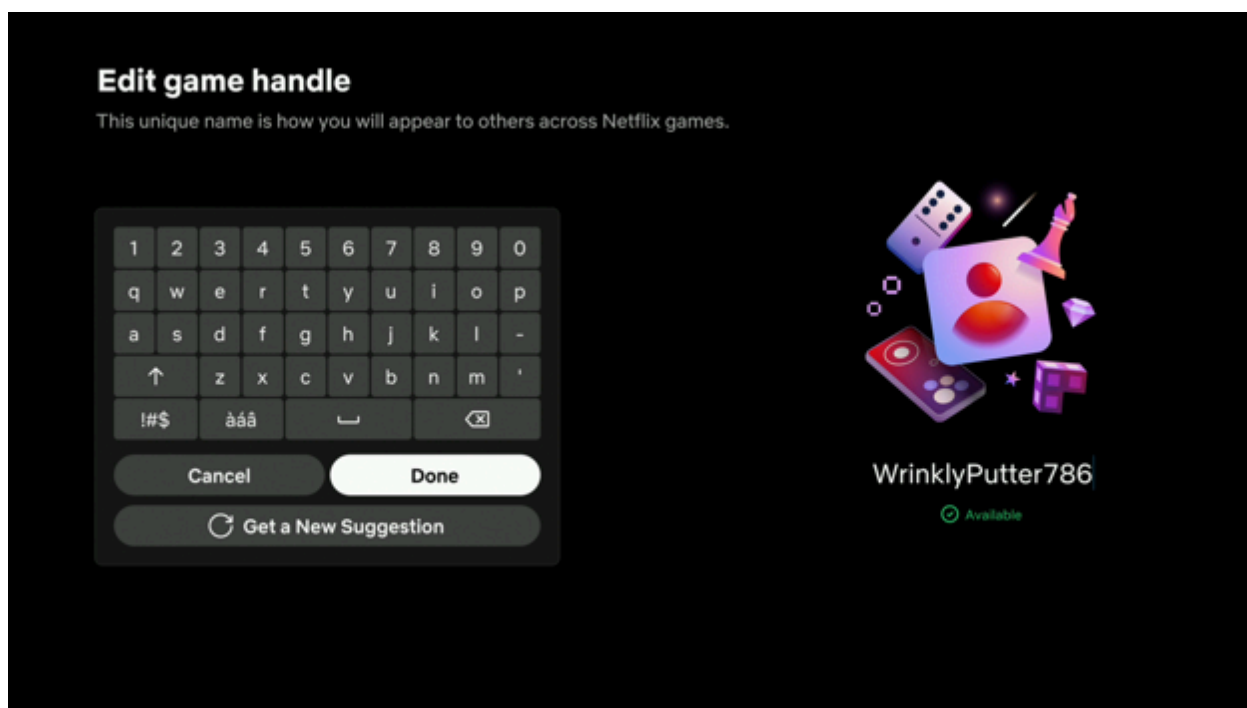 Edit game handle
This unique name is how you will appear to others across Netflix games.
1 2 3 4 5 6 7 8 9 0
q w e r t y u i o p
a s d f g h j k l -
z x c v b n m '
!#$ àáâ
Cancel Done
Get a New Suggestion
WrinklyPutter786
Available